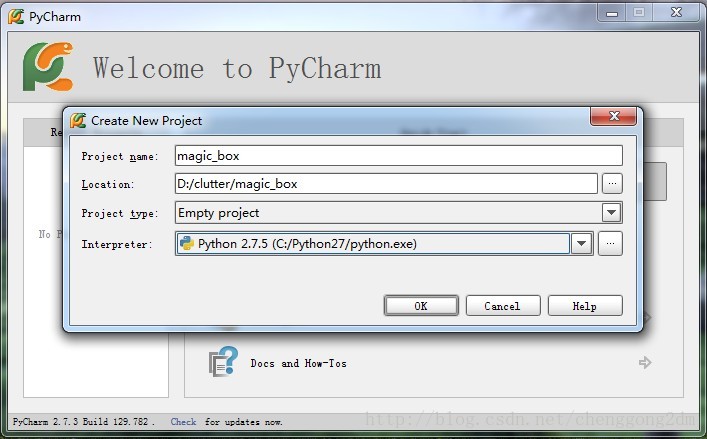 PyCharm
Welcome to PyCharm
Create New Project
Project name: magic_box
Location: D:/clutter/magic_box
...
Project type: Empty project
Interpreter: Python 2.7.5 (C:/Python27/python.exe)
...
OK Cancel Help
Docs and How-Tos
PyCharm 2.7.3 Build 129.782 . Check for updates now.
http://blog.csdn.net/chenggong2dm